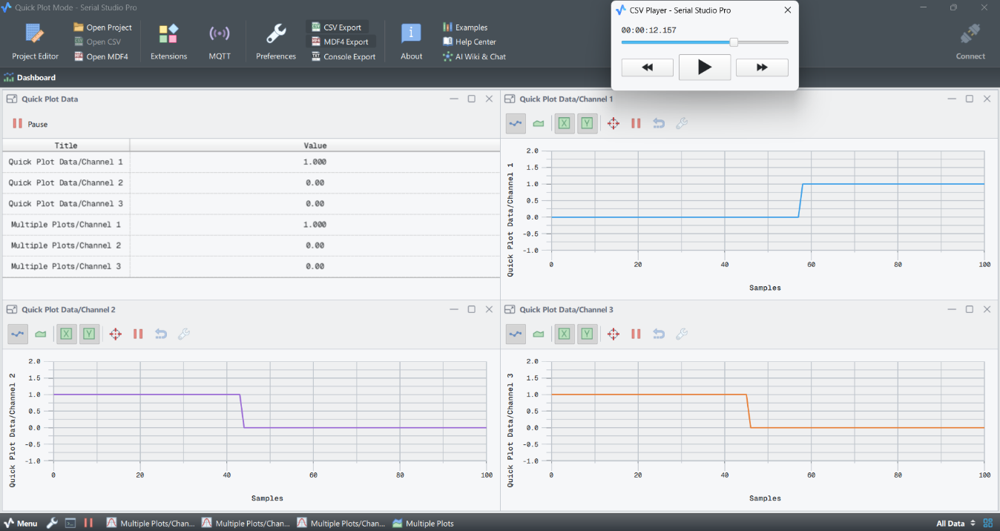 Quick Plot Mode - Serial Studio Pro
Project Editor
Open Project
Open CSV
Open MDF4
Extensions
MQTT
Preferences
CSV Export
MDF4 Export
Console Export
About
Examples
Help Center
AI Wiki & Chat
Connect
CSV Player - Serial Studio Pro
00:00:12.157
Dashboard
Quick Plot Data
Pause
Title Value
Quick Plot Data/Channel 1 1.000
Quick Plot Data/Channel 2 0.00
Quick Plot Data/Channel 3 0.00
Multiple Plots/Channel 1 1.000
Multiple Plots/Channel 2 0.00
Multiple Plots/Channel 3 0.00
Quick Plot Data/Channel 1
X Y
Quick Plot Data/Channel 1
2.0
1.5
1.0
0.5
0.0
-0.5
-1.0
0 20 40 60 80 100
Samples
Quick Plot Data/Channel 2
X Y
Quick Plot Data/Channel 2
2.0
1.5
1.0
0.5
0.0
-0.5
-1.0
0 20 40 60 80 100
Samples
Quick Plot Data/Channel 3
X Y
Quick Plot Data/Channel 3
2.0
1.5
1.0
0.5
0.0
-0.5
-1.0
0 20 40 60 80 100
Samples
Menu
Multiple Plots/Chan...
Multiple Plots/Chan...
Multiple Plots/Chan...
Multiple Plots
All Data